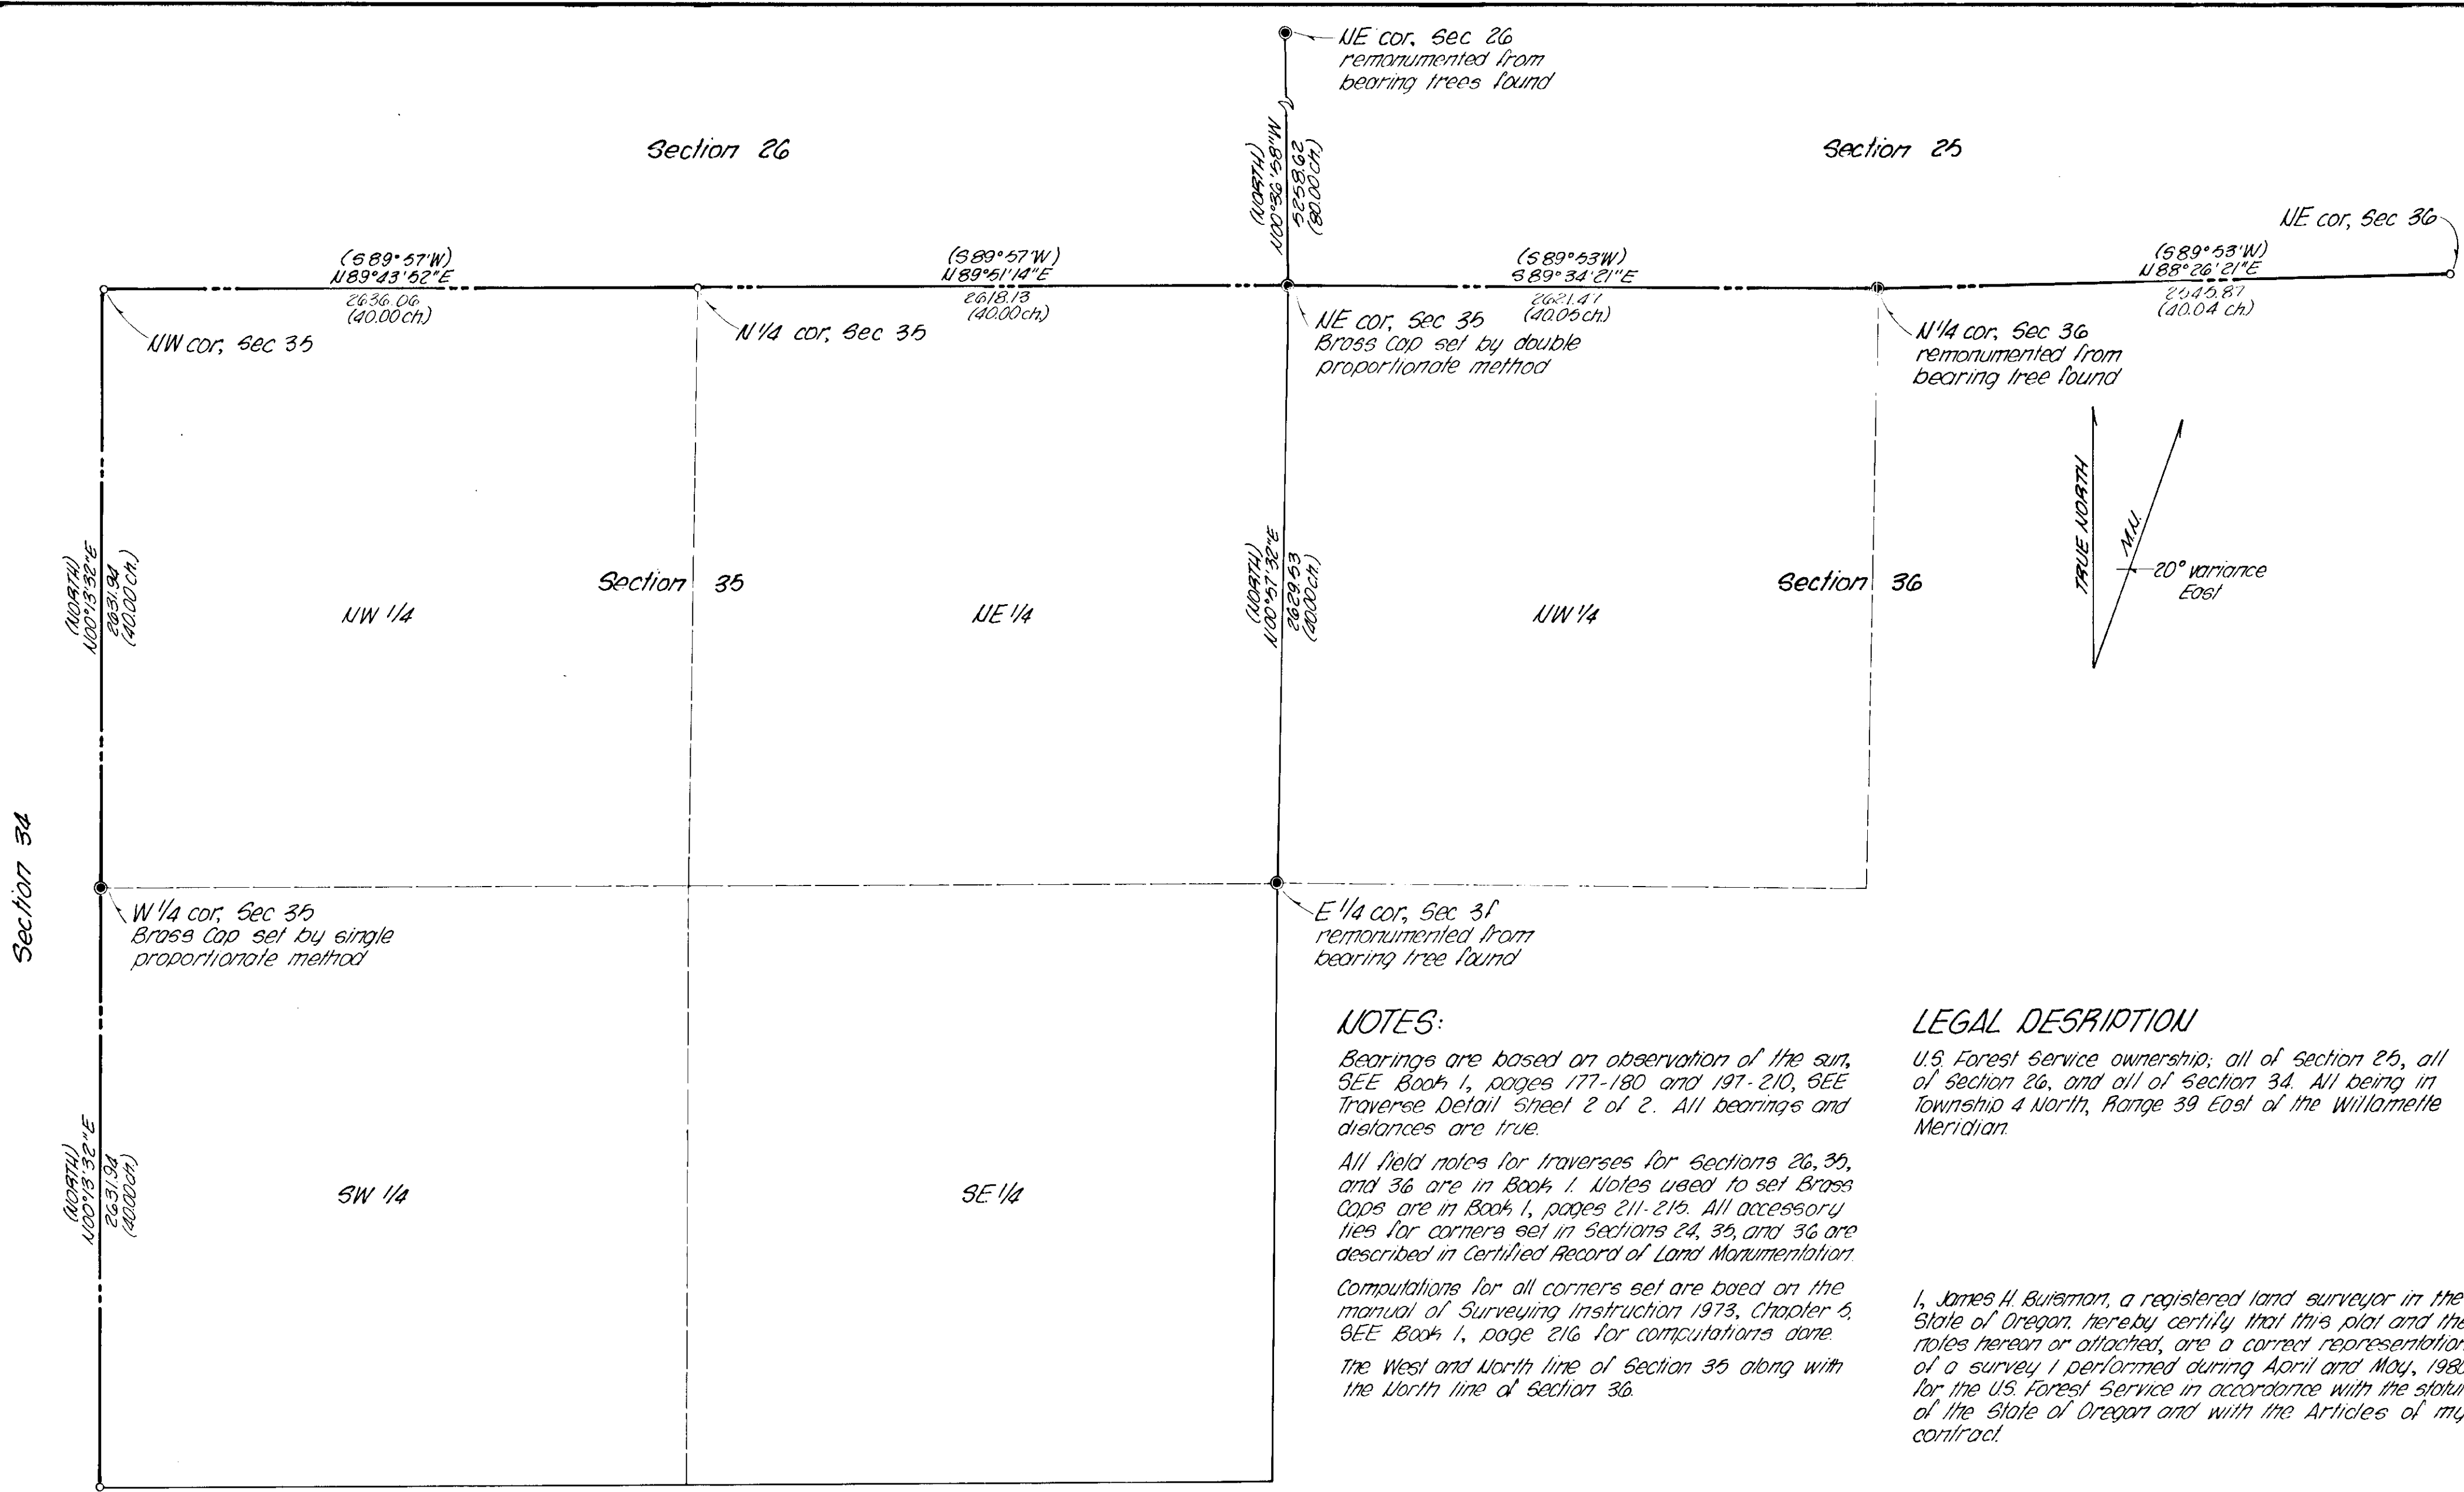 NE cor, Sec 26
remonumented from
bearing trees found
Section 26
(NORTH)
N00°36'58"W
5258.62
(80.00 ch.)
Section 25
NE cor, Sec 36
(S89°57'W)
N89°43'52"E
2636.06
(40.00 ch)
(S89°57'W)
N89°51'14"E
2618.13
(40.00 ch)
(S89°53'W)
S89°34'21"E
2621.47
(40.05 ch)
(S89°53'W)
N88°26'21"E
2545.87
(40.04 ch)
NW cor, Sec 35
N 1/4 cor, Sec 35
NE cor, Sec 35
Brass Cap set by double
proportionate method
N 1/4 cor, Sec 36
remonumented from
bearing tree found
TRUE NORTH
M.N.
20° variance
East
(NORTH)
N00°13'32"E
2631.94
(40.00 ch.)
Section 35
NW 1/4
NE 1/4
(NORTH)
N00°57'32"E
2629.53
(40.00 ch.)
Section 36
NW 1/4
Section 34
W 1/4 cor, Sec 35
Brass Cap set by single
proportionate method
E 1/4 cor, Sec
remonumented from
bearing tree found
(NORTH)
N00°13'32"E
2631.94
(40.00 ch.)
SW 1/4
SE 1/4
NOTES:
Bearings are based on observation of the sun,
SEE Book 1, pages 177-180 and 197-210, SEE
Traverse Detail Sheet 2 of 2. All bearings and
distances are true.
All field notes for traverses for Sections 26, 35,
and 36 are in Book 1. Notes used to set Brass
Caps are in Book 1, pages 211-215. All accessory
ties for corners set in Sections 24, 35, and 36 are
described in Certified Record of Land Monumentation.
Computations for all corners set are baed on the
manual of Surveying Instruction 1973, Chapter 5,
SEE Book 1, page 216 for computations done.
The West and North line of Section 35 along with
the North line of Section 36.
LEGAL DESRIPTION
U.S. Forest Service ownership; all of Section 25, all
of Section 26, and all of Section 34. All being in
Township 4 North, Range 39 East of the Willamette
Meridian.
I, James H. Buisman, a registered land surveyor in the
State of Oregon, hereby certify that this plat and the
notes hereon or attached, are a correct representation
of a survey I performed during April and May,
for the U.S. Forest Service in accordance with the
of the State of Oregon and with the Articles of my
contract.